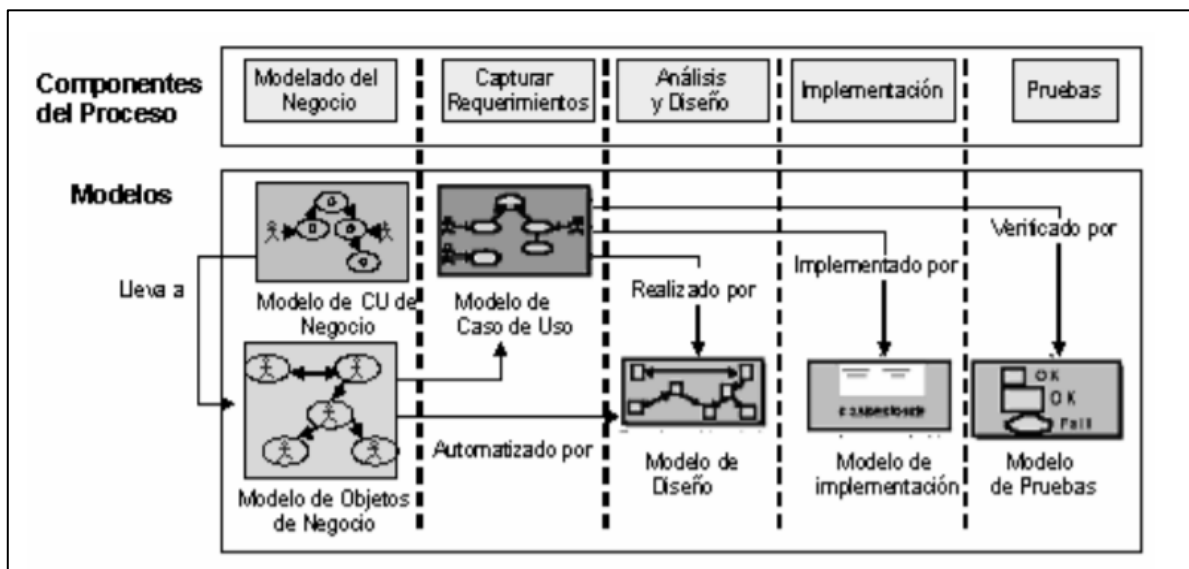 Componentes
del Proceso
Modelado del
Negocio
Capturar
Requerimientos
Análisis
y Diseño
Implementación
Pruebas
Modelos
Lleva a
Modelo de CU de
Negocio
Modelo de
Caso de Uso
Realizado por
Implementado por
Verificado por
Automatizado por
Modelo de Objetos
de Negocio
Modelo de
Diseño
Modelo de
implementación
OK
OK
Fail
Modelo
de Pruebas